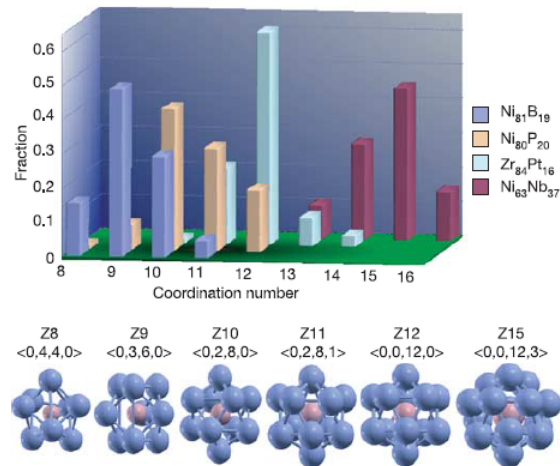 0.6
0.5
0.4
0.3
0.2
0.1
0
Fraction
8 9 10 11 12 13 14 15 16
Coordination number
Ni81B19
Ni80P20
Zr84Pt16
Ni63Nb37
Z8 Z9 Z10 Z11 Z12 Z15
<0,4,4,0> <0,3,6,0> <0,2,8,0> <0,2,8,1> <0,0,12,0> <0,0,12,3>